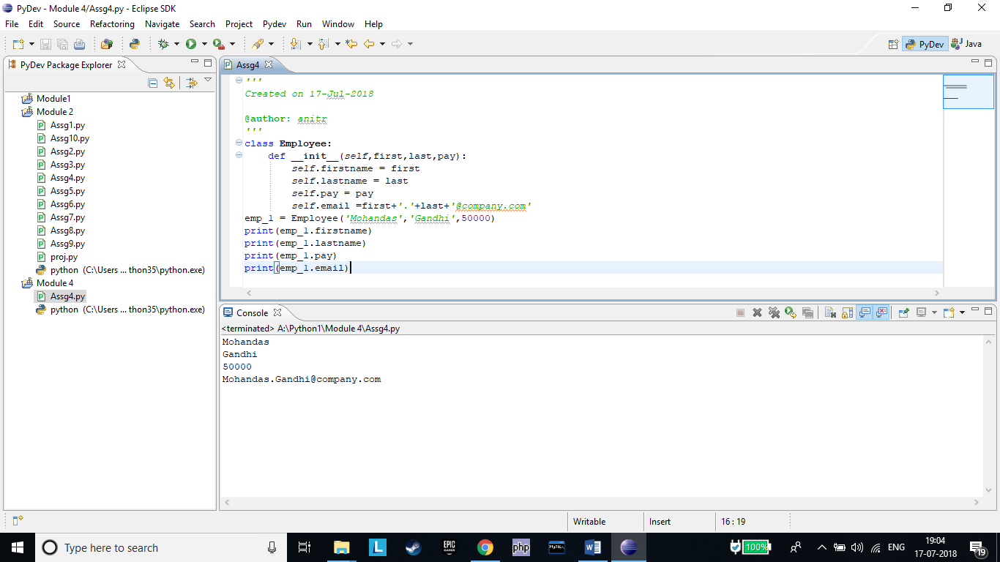 PyDev - Module 4/Assg4.py - Eclipse SDK
File Edit Source Refactoring Navigate Search Project Pydev Run Window Help
PyDev Java
PyDev Package Explorer
Module1
Module 2
Assg1.py
Assg10.py
Assg2.py
Assg3.py
Assg4.py
Assg5.py
Assg6.py
Assg7.py
Assg8.py
Assg9.py
proj.py
python (C:\Users ... thon35\python.exe)
Module 4
Assg4.py
python (C:\Users ... thon35\python.exe)
Assg4
'''
Created on 17-Jul-2018
@author: anitr
'''
class Employee:
def __init__(self,first,last,pay):
self.firstname = first
self.lastname = last
self.pay = pay
self.email =first+'.'+last+'@company.com'
emp_1 = Employee('Mohandas','Gandhi',50000)
print(emp_1.firstname)
print(emp_1.lastname)
print(emp_1.pay)
print(emp_1.email)
Console
<terminated> A:\Python1\Module 4\Assg4.py
Mohandas
Gandhi
50000
Mohandas.Gandhi@company.com
Writable Insert 16 : 19
Type here to search
L
EPIC GAMES
php
MySQL
W
100%
ENG
19:04
17-07-2018
19